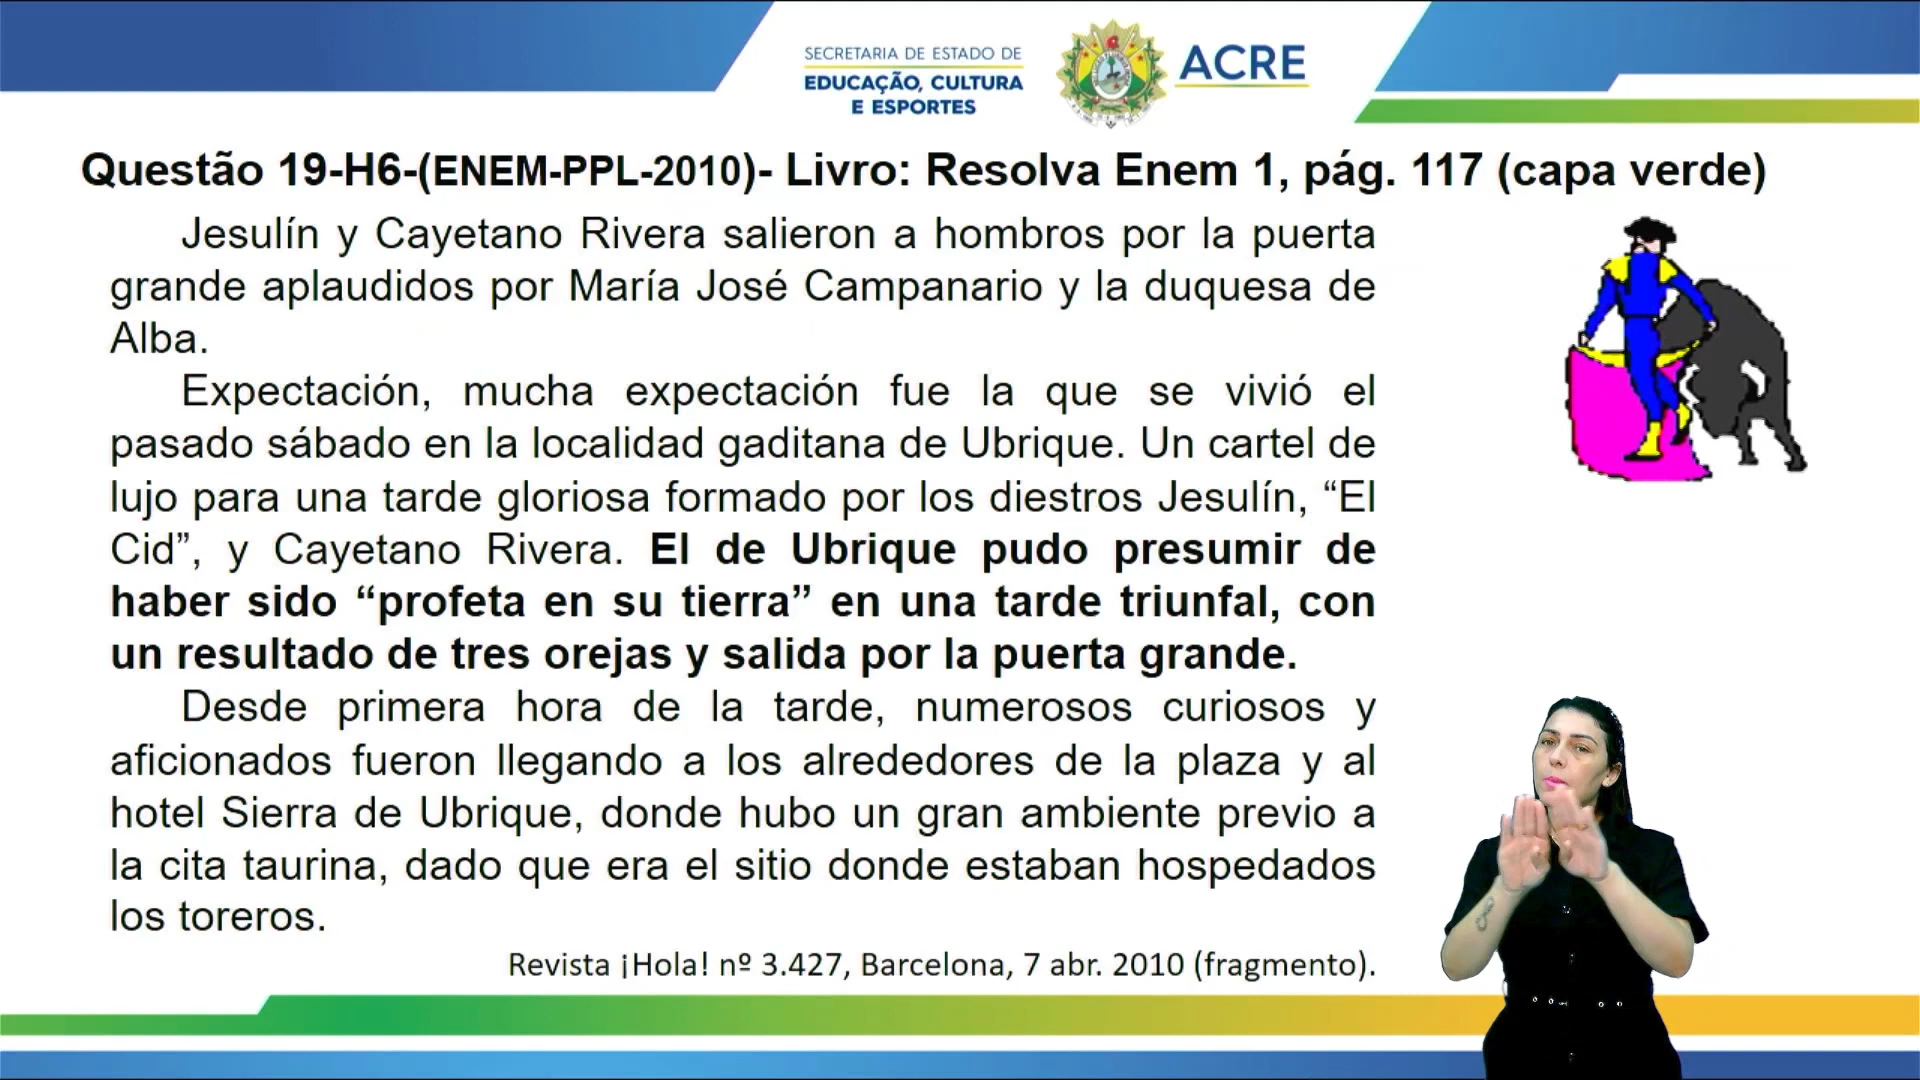 SECRETARIA DE ESTADO DE
EDUCAÇÃO, CULTURA
E ESPORTES
ACRE
Questão 19-H6-(ENEM-PPL-2010)- Livro: Resolva Enem 1, pág. 117 (capa verde)
Jesulín y Cayetano Rivera salieron a hombros por la puerta
grande aplaudidos por María José Campanario y la duquesa de
Alba.
Expectación, mucha expectación fue la que se vivió el
pasado sábado en la localidad gaditana de Ubrique. Un cartel de
lujo para una tarde gloriosa formado por los diestros Jesulín, “El
Cid”, y Cayetano Rivera. El de Ubrique pudo presumir de
haber sido “profeta en su tierra” en una tarde triunfal, con
un resultado de tres orejas y salida por la puerta grande.
Desde primera hora de la tarde, numerosos curiosos y
aficionados fueron llegando a los alrededores de la plaza y al
hotel Sierra de Ubrique, donde hubo un gran ambiente previo a
la cita taurina, dado que era el sitio donde estaban hospedados
los toreros.
Revista ¡Hola! nº 3.427, Barcelona, 7 abr. 2010 (fragmento).